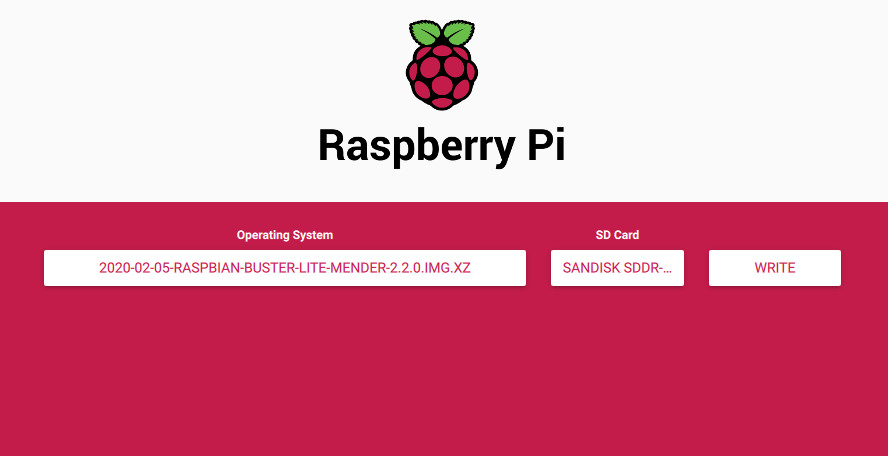 Raspberry Pi
Operating System
SD Card
2020-02-05-RASPBIAN-BUSTER-LITE-MENDER-2.2.0.IMG.XZ
SANDISK SDDR-...
WRITE